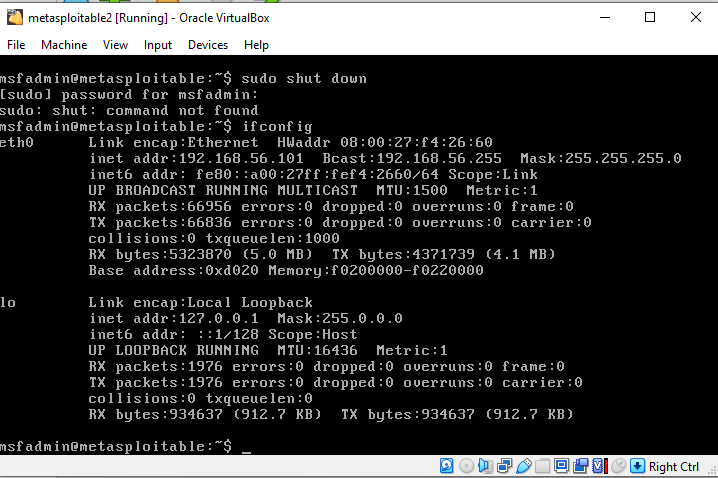 metasploitable2 [Running] - Oracle VirtualBox
File Machine View Input Devices Help
msfadmin@metasploitable:~$ sudo shut down
[sudo] password for msfadmin:
sudo: shut: command not found
msfadmin@metasploitable:~$ ifconfig
eth0 Link encap:Ethernet HWaddr 08:00:27:f4:26:60
inet addr:192.168.56.101 Bcast:192.168.56.255 Mask:255.255.255.0
inet6 addr: fe80::a00:27ff:fef4:2660/64 Scope:Link
UP BROADCAST RUNNING MULTICAST MTU:1500 Metric:1
RX packets:66956 errors:0 dropped:0 overruns:0 frame:0
TX packets:66836 errors:0 dropped:0 overruns:0 carrier:0
collisions:0 txqueuelen:1000
RX bytes:5323870 (5.0 MB) TX bytes:4371739 (4.1 MB)
Base address:0xd020 Memory:f0200000-f0220000
lo Link encap:Local Loopback
inet addr:127.0.0.1 Mask:255.0.0.0
inet6 addr: ::1/128 Scope:Host
UP LOOPBACK RUNNING MTU:16436 Metric:1
RX packets:1976 errors:0 dropped:0 overruns:0 frame:0
TX packets:1976 errors:0 dropped:0 overruns:0 carrier:0
collisions:0 txqueuelen:0
RX bytes:934637 (912.7 KB) TX bytes:934637 (912.7 KB)
msfadmin@metasploitable:~$ _
Right Ctrl